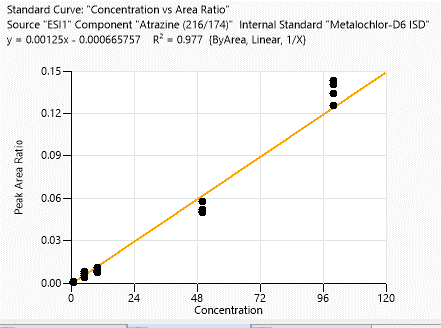 Standard Curve: "Concentration vs Area Ratio"
Source "ESI1" Component "Atrazine (216/174)" Internal Standard "Metalochlor-D6 ISD"
y = 0.00125x - 0.000665757 R² = 0.977 {ByArea, Linear, 1/X}
0.15
0.12
0.09
0.06
0.03
0.00
Peak Area Ratio
0 24 48 72 96 120
Concentration